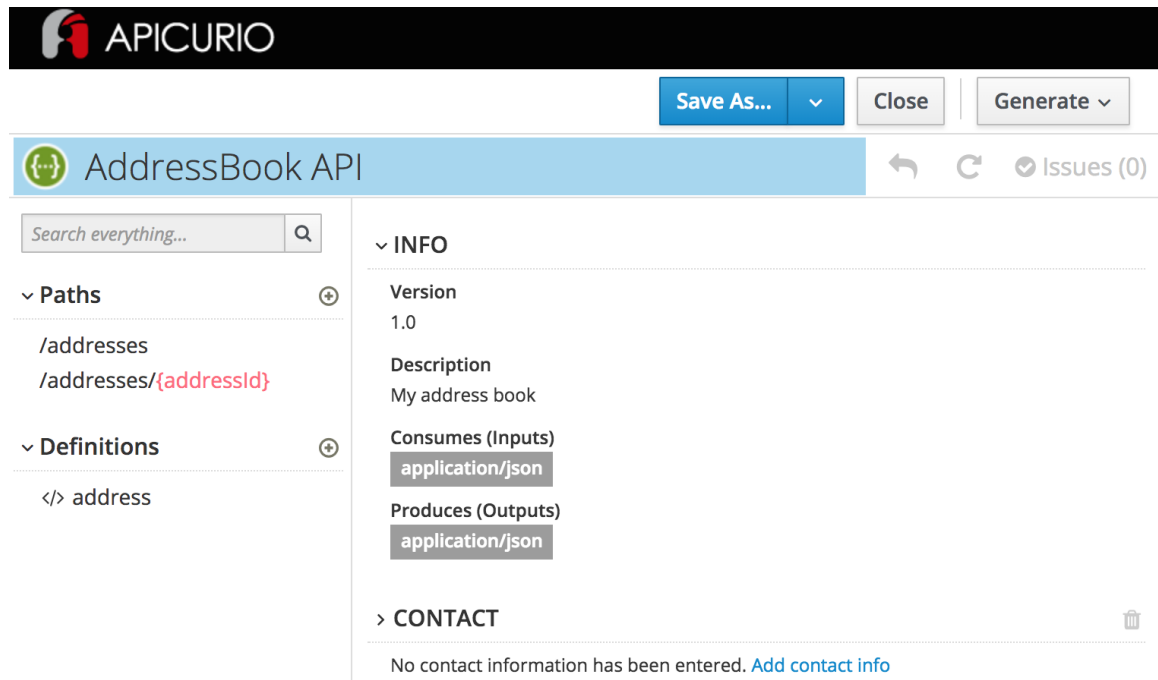 APICURIO
Save As...
Close
Generate
AddressBook API
Issues (0)
Search everything...
Paths
/addresses
/addresses/{addressId}
Definitions
</> address
INFO
Version
1.0
Description
My address book
Consumes (Inputs)
application/json
Produces (Outputs)
application/json
CONTACT
No contact information has been entered. Add contact info